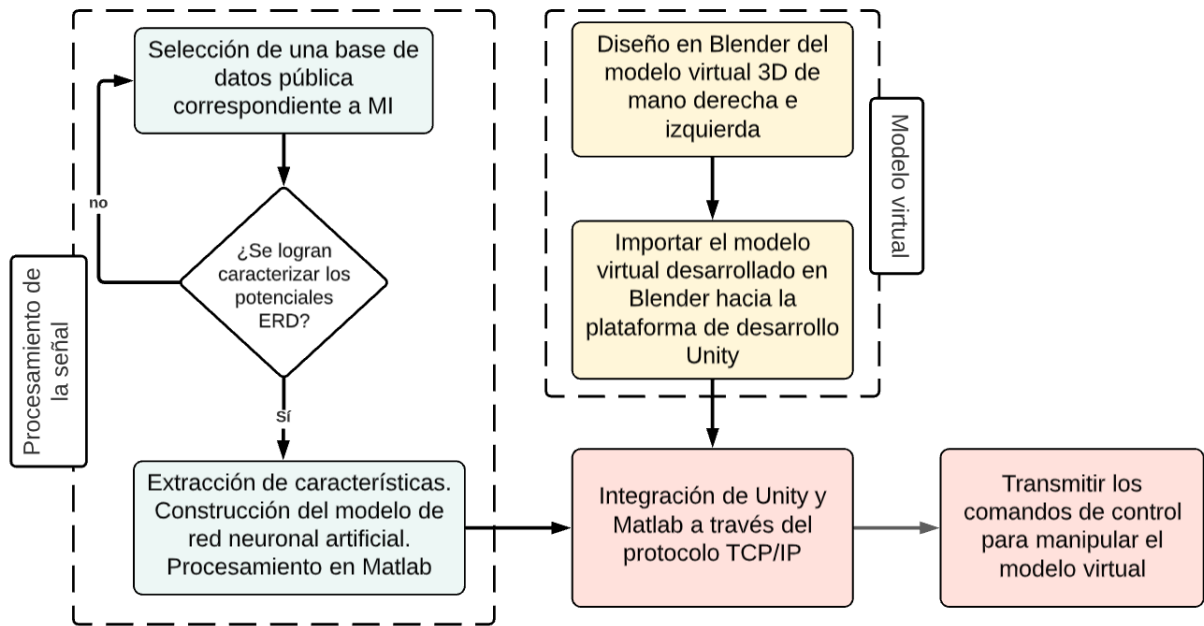 Selección de una base de
datos pública
correspondiente a MI
no
¿Se logran
caracterizar los
potenciales
ERD?
Sí
Extracción de características.
Construcción del modelo de
red neuronal artificial.
Procesamiento en Matlab
Procesamiento de
la señal
Diseño en Blender del
modelo virtual 3D de
mano derecha e
izquierda
Importar el modelo
virtual desarrollado en
Blender hacia la
plataforma de desarrollo
Unity
Modelo virtual
Integración de Unity y
Matlab a través del
protocolo TCP/IP
Transmitir los
comandos de control
para manipular el
modelo virtual